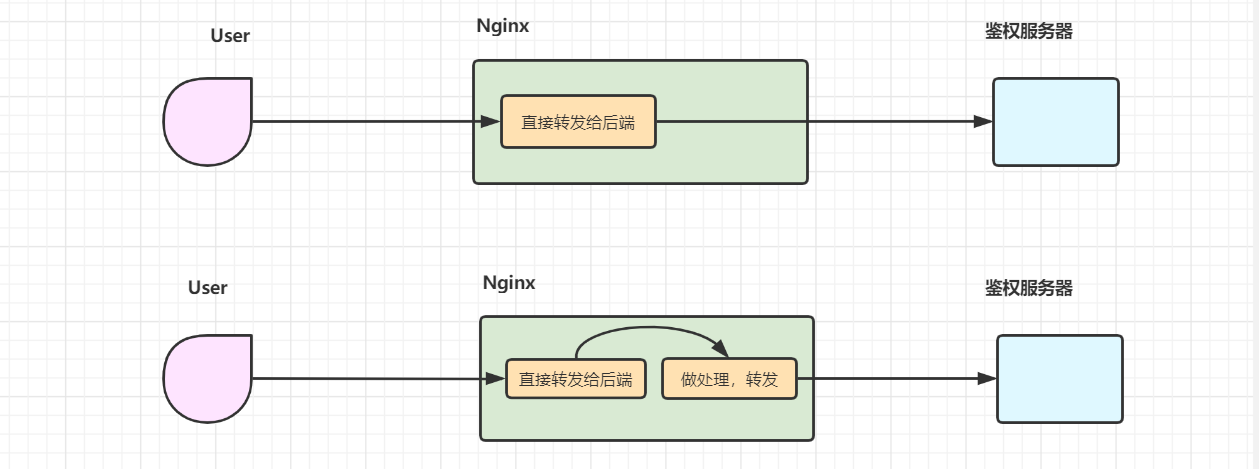 User
Nginx
鉴权服务器
直接转发给后端
User
Nginx
鉴权服务器
直接转发给后端
做处理，转发